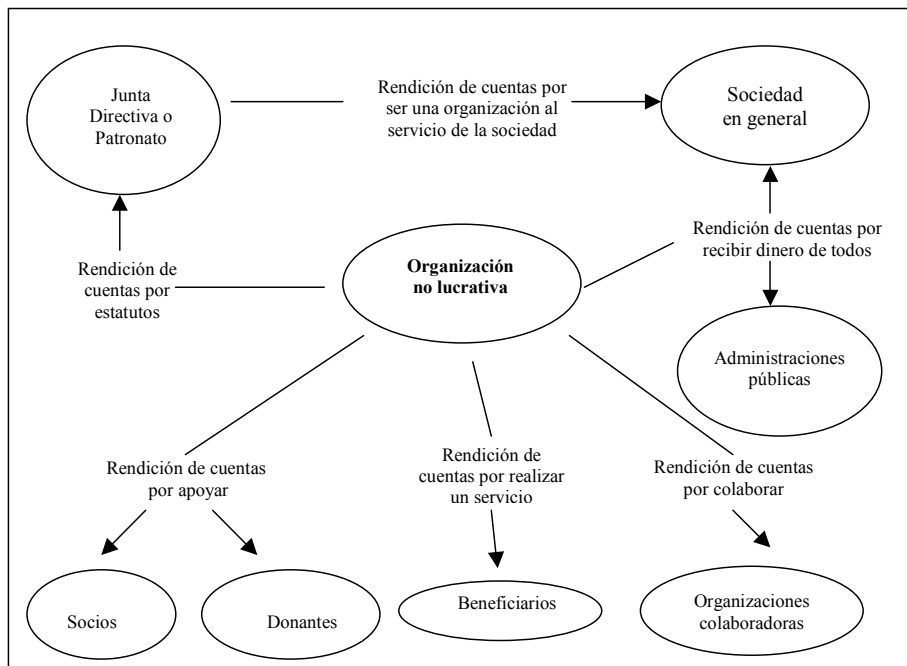 Junta
Directiva o
Patronato
Rendición de cuentas por
ser una organización al
servicio de la sociedad
Sociedad
en general
Rendición de cuentas por
recibir dinero de todos
Organización
no lucrativa
Rendición de
cuentas por
estatutos
Administraciones
públicas
Rendición de cuentas
por apoyar
Rendición de
cuentas por realizar
un servicio
Rendición de cuentas
por colaborar
Socios
Donantes
Beneficiarios
Organizaciones
colaboradoras